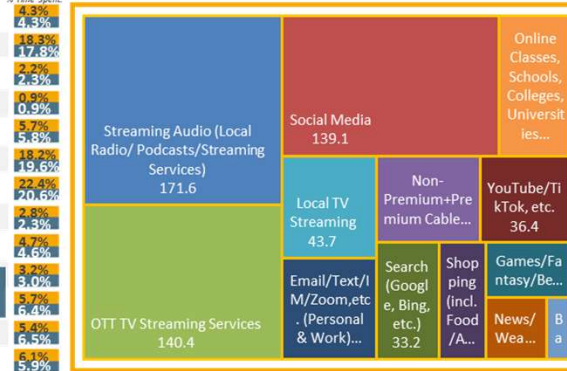 % Time Spent:
4.3%
4.3%
18.3%
17.8%
2.2%
2.3%
0.9%
0.9%
5.7%
5.8%
18.2%
19.6%
22.4%
20.6%
2.8%
2.3%
4.7%
4.6%
3.2%
3.0%
5.7%
6.4%
5.4%
6.5%
6.1%
5.9%
Streaming Audio (Local
Radio/ Podcasts/Streaming
Services)
171.6
OTT TV Streaming Services
140.4
Social Media
139.1
Online
Classes,
Schools,
Colleges,
Universit
ies...
Local TV
Streaming
43.7
Non-
Premium+Pre
mium Cable...
YouTube/Ti
kTok, etc.
36.4
Email/Text/I
M/Zoom,etc
. (Personal
& Work)...
Search
(Googl
e, Bing,
etc.)
33.2
Shop
ping
(incl.
Food
/A...
Games/Fa
ntasy/Be...
News/
Wea...
B
a